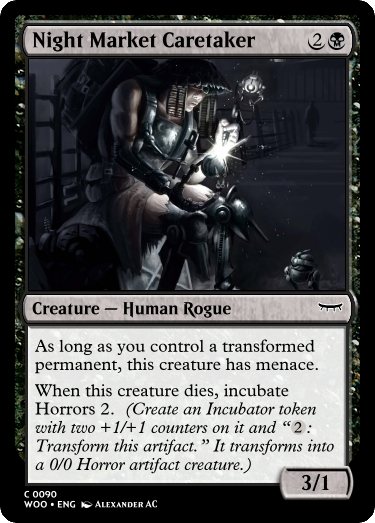 Night Market Caretaker 2
Creature — Human Rogue
As long as you control a transformed
permanent, this creature has menace.
When this creature dies, incubate
Horrors 2. (Create an Incubator token
with two +1/+1 counters on it and “2:
Transform this artifact.” It transforms into
a 0/0 Horror artifact creature.)
3/1
C 0090
WOO • ENG Alexander AC